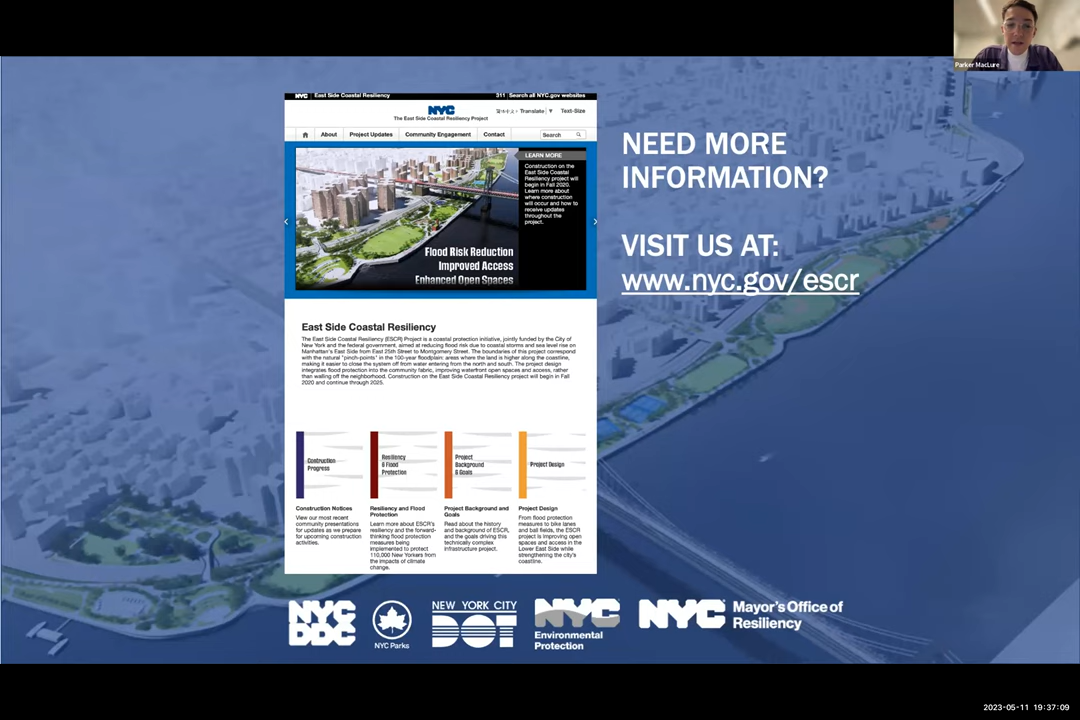 Parker MacLure
NYC East Side Coastal Resiliency 311 Search all NYC.gov websites
NYC
The East Side Coastal Resiliency Project
Translate ▼ Text-Size
About Project Updates Community Engagement Contact Search
LEARN MORE
Construction on the
East Side Coastal
Resiliency project will
begin in Fall 2020.
Learn more about
where construction
will occur and how to
receive updates
throughout the
project.
Flood Risk Reduction
Improved Access
Enhanced Open Spaces
NEED MORE
INFORMATION?
VISIT US AT:
www.nyc.gov/escr
East Side Coastal Resiliency
The East Side Coastal Resiliency (ESCR) Project is a coastal protection initiative, jointly funded by the City of
New York and the federal government, aimed at reducing flood risk due to coastal storms and sea level rise on
Manhattan's East Side from East 25th Street to Montgomery Street. The boundaries of this project correspond
with the natural "pinch-points" in the 100-year floodplain: areas where the land is higher along the coastline,
making it easier to close the system off from water entering from the north and south. The project design
integrates flood protection into the community fabric, improving waterfront open spaces and access, rather
than walling off the neighborhood. Construction on the East Side Coastal Resiliency project will begin in Fall
2020 and continue through 2025.
Construction
Progress
Resiliency
& Flood
Protection
Project
Background
& Goals
Project Design
Construction Notices
View our most recent
community presentations
for updates as we prepare
for upcoming construction
activities.
Resiliency and Flood
Protection
Learn more about ESCR's
resiliency and the forward-
thinking flood protection
measures being
implemented to protect
110,000 New Yorkers from
the impacts of climate
change.
Project Background and
Goals
Read about the history
and background of ESCR,
and the goals driving this
technically complex
infrastructure project.
Project Design
From flood protection
measures to bike lanes
and ball fields, the ESCR
project is improving open
spaces and access in the
Lower East Side while
strengthening the city's
coastline.
NYC
DDC
NYC Parks
NEW YORK CITY
DOT
NYC
Environmental
Protection
NYC Mayor's Office of
Resiliency
2023-05-11 19:37:09